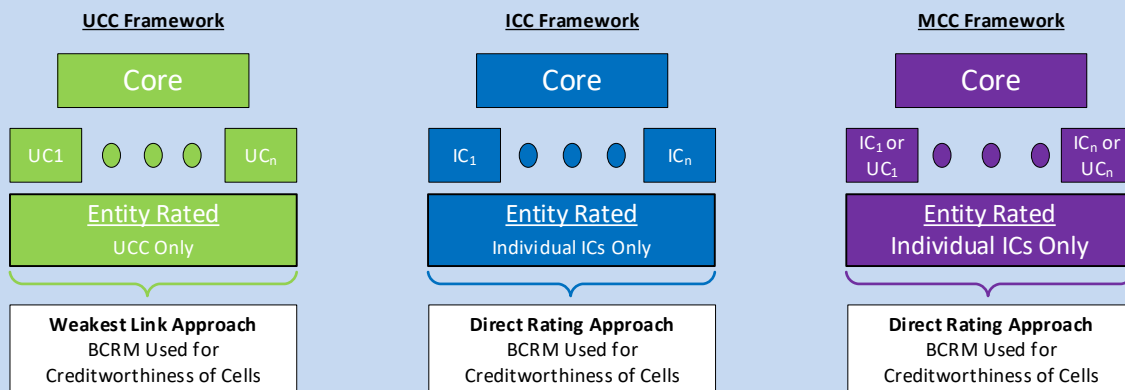 UCC Framework
Core
UC1
UCₙ
Entity Rated
UCC Only
Weakest Link Approach
BCRM Used for
Creditworthiness of Cells
ICC Framework
Core
IC₁
ICₙ
Entity Rated
Individual ICs Only
Direct Rating Approach
BCRM Used for
Creditworthiness of Cells
MCC Framework
Core
IC₁ or
UC₁
ICₙ or
UCₙ
Entity Rated
Individual ICs Only
Direct Rating Approach
BCRM Used for
Creditworthiness of Cells